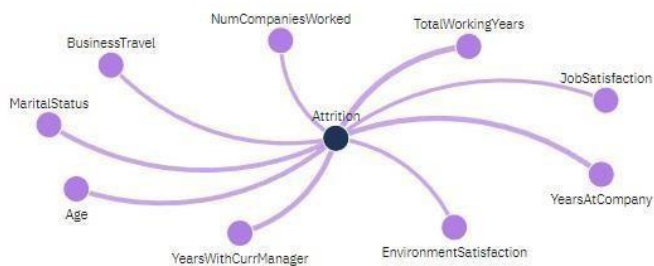 NumCompaniesWorked
TotalWorkingYears
BusinessTravel
JobSatisfaction
MaritalStatus
Attrition
YearsAtCompany
Age
EnvironmentSatisfaction
YearsWithCurrManager